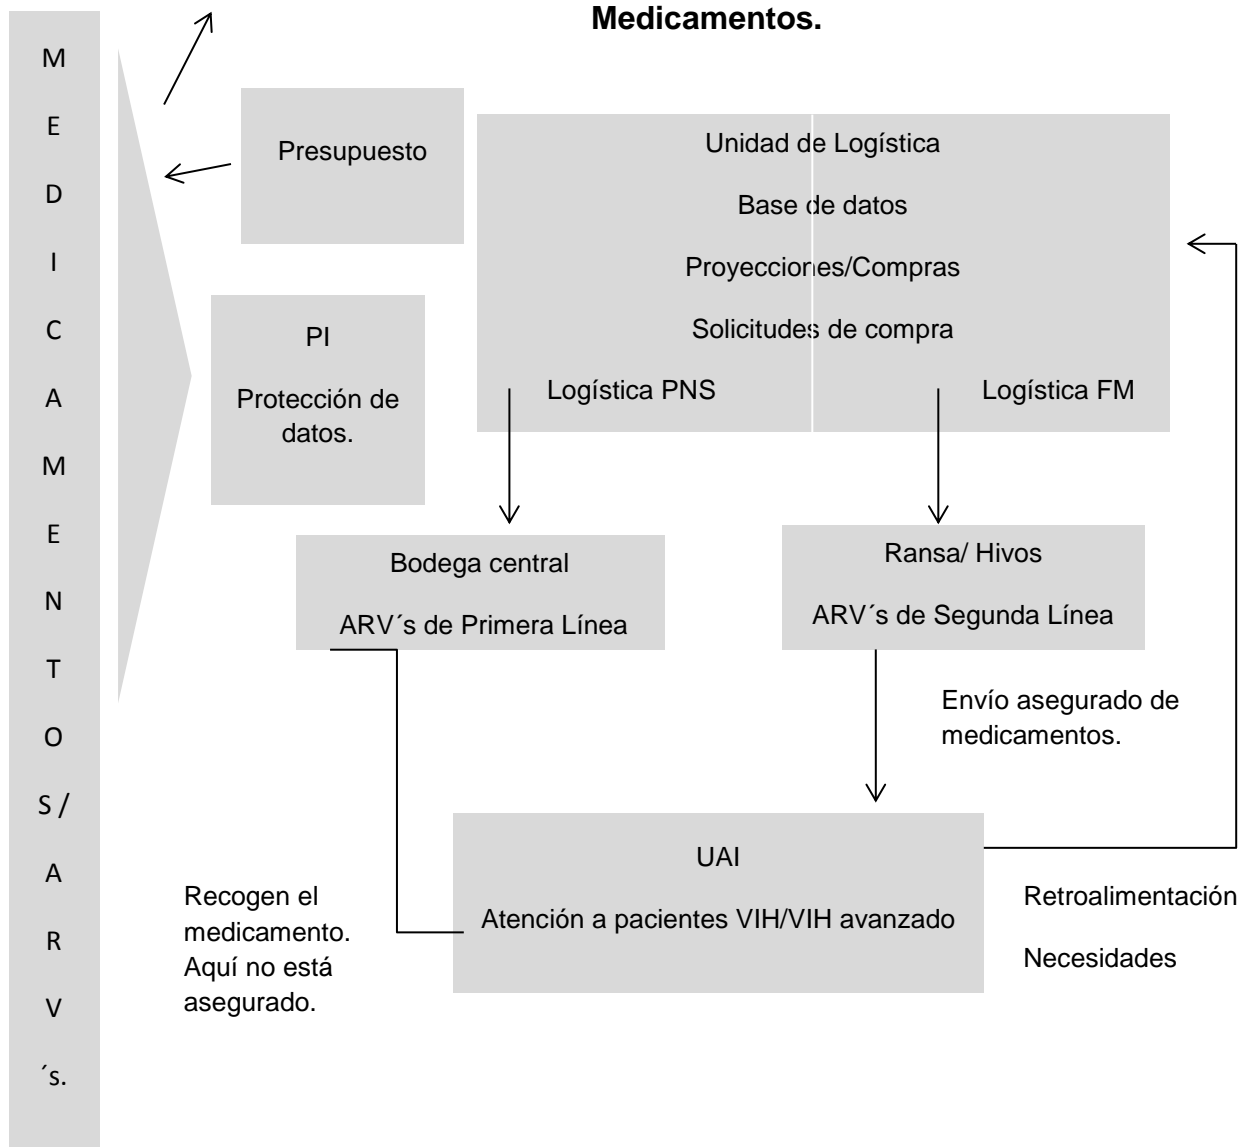 Medicamentos.
M
E
D
I
C
A
M
E
N
T
O
S /
A
R
V
´s.
Presupuesto
Unidad de Logística
Base de datos
Proyecciones/Compras
Solicitudes de compra
Logística PNS
Logística FM
PI
Protección de
datos.
Bodega central
ARV´s de Primera Línea
Ransa/ Hivos
ARV´s de Segunda Línea
Envío asegurado de
medicamentos.
UAI
Atención a pacientes VIH/VIH avanzado
Recogen el
medicamento.
Aquí no está
asegurado.
Retroalimentación
Necesidades